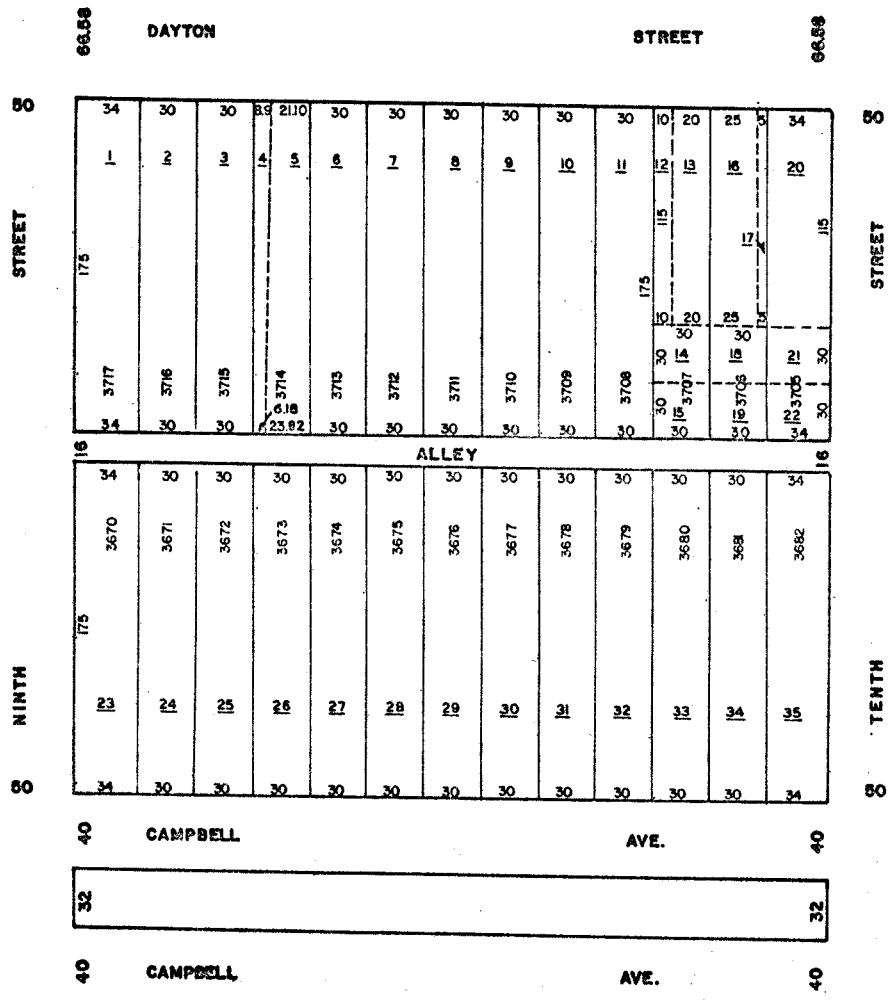 66.58 DAYTON STREET 66.58
50 50
34 30 30 8.9 21.10 30 30 30 30 30 30 10 20 25 5 34
1 2 3 4 5 6 7 8 9 10 11 12 13 16 20
STREET STREET
115 115
17
175 175
10 20 25 5
30 30
30 14 18 21 30
3717 3716 3715 3714 3713 3712 3711 3710 3709 3708 3707 3706 3705
6.18
30 15 19 22 30
34 30 30 23.82 30 30 30 30 30 30 30 30 34
16 ALLEY 16
34 30 30 30 30 30 30 30 30 30 30 30 34
3670 3671 3672 3673 3674 3675 3676 3677 3678 3679 3680 3681 3682
175
NINTH TENTH
23 24 25 26 27 28 29 30 31 32 33 34 35
50 50
34 30 30 30 30 30 30 30 30 30 30 30 34
40 CAMPBELL AVE. 40
32 32
40 CAMPBELL AVE. 40